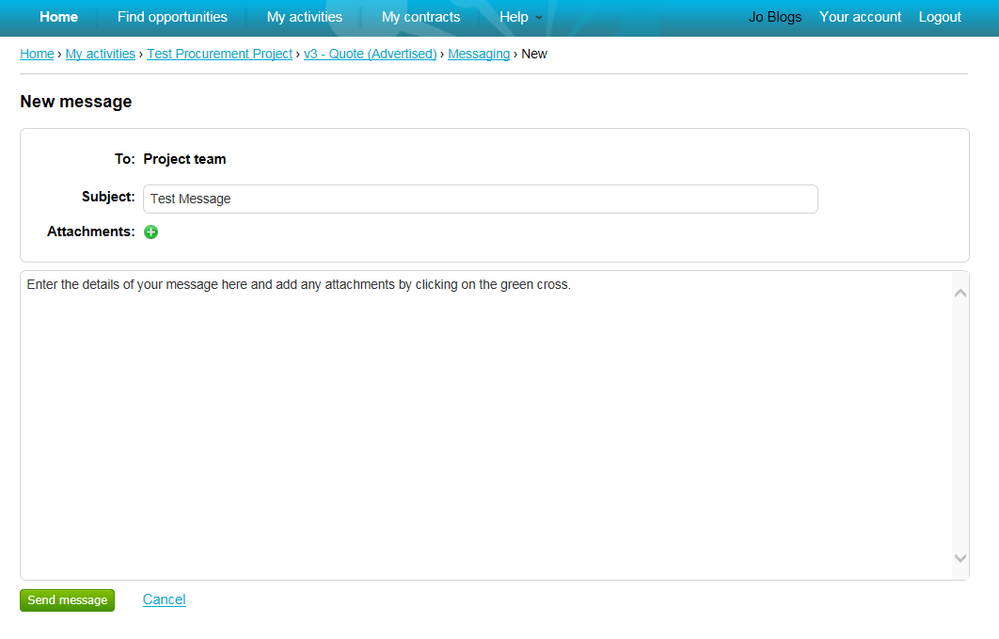 Home Find opportunities My activities My contracts Help Jo Blogs Your account Logout
Home › My activities › Test Procurement Project › v3 - Quote (Advertised) › Messaging › New
New message
To: Project team
Subject: Test Message
Attachments:
Enter the details of your message here and add any attachments by clicking on the green cross.
Send message Cancel